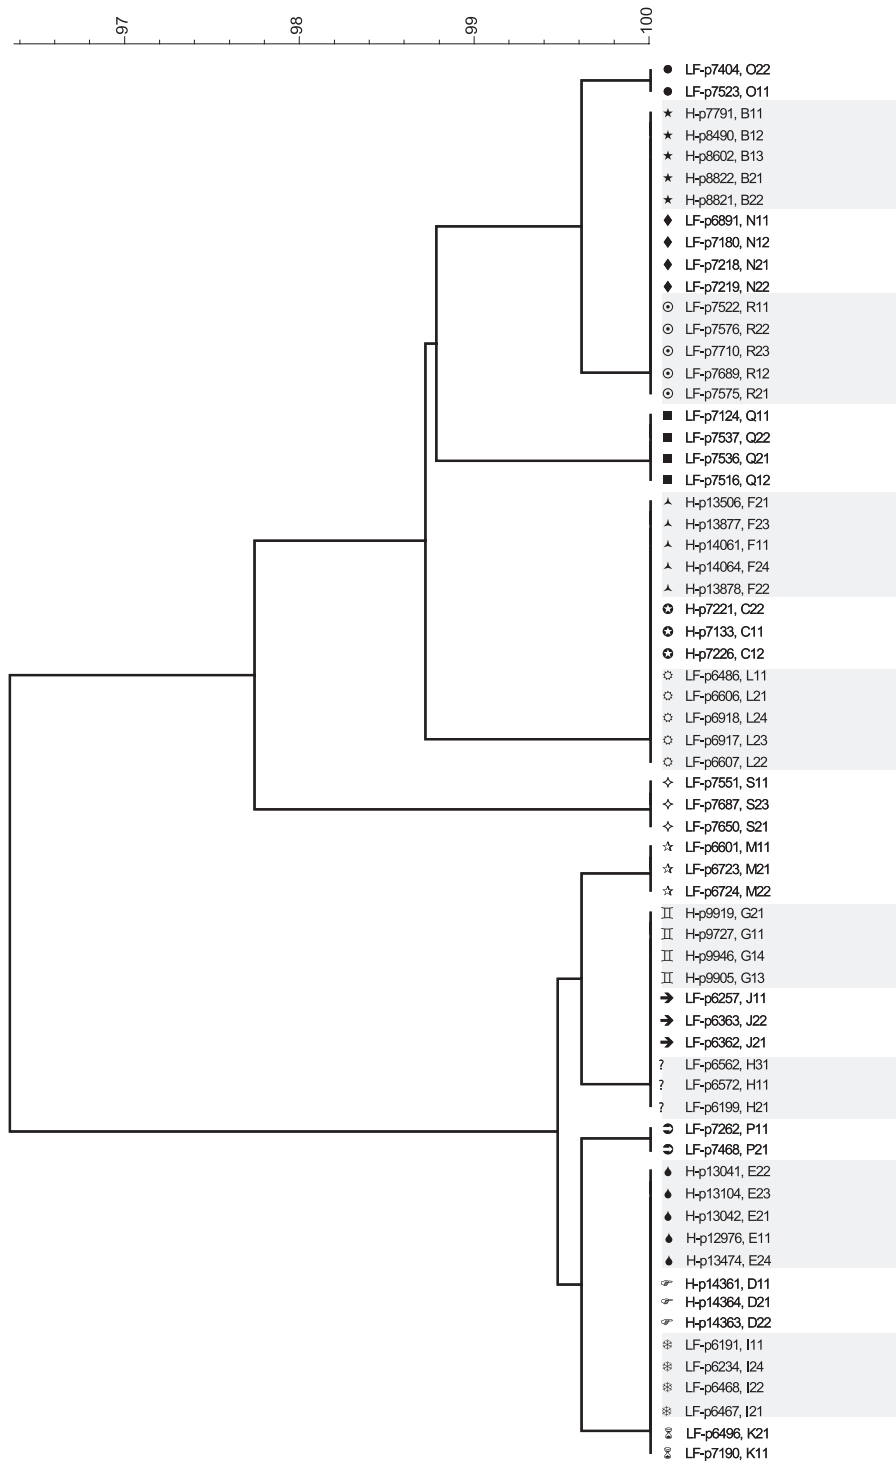 97
98
99
100
LF-p7404, O22
LF-p7523, O11
H-p7791, B11
H-p8490, B12
H-p8602, B13
H-p8822, B21
H-p8821, B22
LF-p6891, N11
LF-p7180, N12
LF-p7218, N21
LF-p7219, N22
LF-p7522, R11
LF-p7576, R22
LF-p7710, R23
LF-p7689, R12
LF-p7575, R21
LF-p7124, Q11
LF-p7537, Q22
LF-p7536, Q21
LF-p7516, Q12
H-p13506, F21
H-p13877, F23
H-p14061, F11
H-p14064, F24
H-p13878, F22
H-p7221, C22
H-p7133, C11
H-p7226, C12
LF-p6486, L11
LF-p6606, L21
LF-p6918, L24
LF-p6917, L23
LF-p6607, L22
LF-p7551, S11
LF-p7687, S23
LF-p7650, S21
LF-p6601, M11
LF-p6723, M21
LF-p6724, M22
H-p9919, G21
H-p9727, G11
H-p9946, G14
H-p9905, G13
LF-p6257, J11
LF-p6363, J22
LF-p6362, J21
? LF-p6562, H31
? LF-p6572, H11
? LF-p6199, H21
LF-p7262, P11
LF-p7468, P21
H-p13041, E22
H-p13104, E23
H-p13042, E21
H-p12976, E11
H-p13474, E24
H-p14361, D11
H-p14364, D21
H-p14363, D22
LF-p6191, I11
LF-p6234, I24
LF-p6468, I22
LF-p6467, I21
LF-p6496, K21
LF-p7190, K11